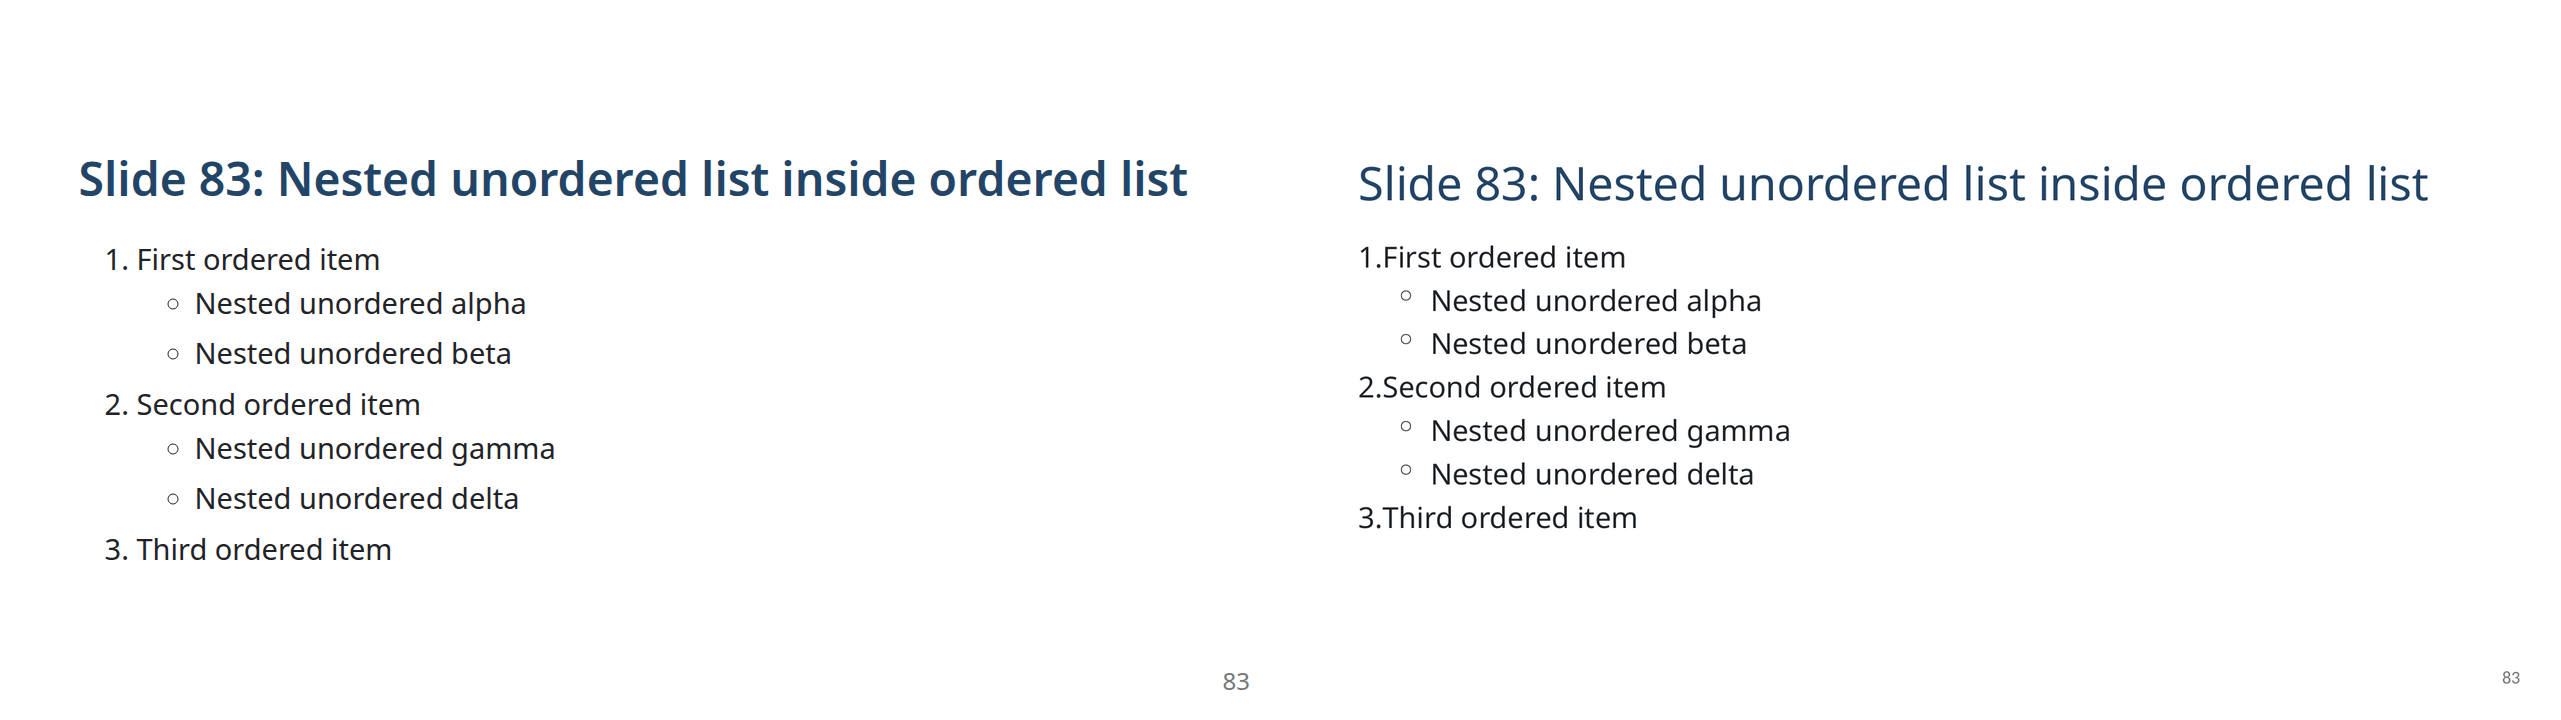 Slide 83: Nested unordered list inside ordered list
1. First ordered item
◦ Nested unordered alpha
◦ Nested unordered beta
2. Second ordered item
◦ Nested unordered gamma
◦ Nested unordered delta
3. Third ordered item
83
Slide 83: Nested unordered list inside ordered list
1.First ordered item
◦ Nested unordered alpha
◦ Nested unordered beta
2.Second ordered item
◦ Nested unordered gamma
◦ Nested unordered delta
3.Third ordered item
83